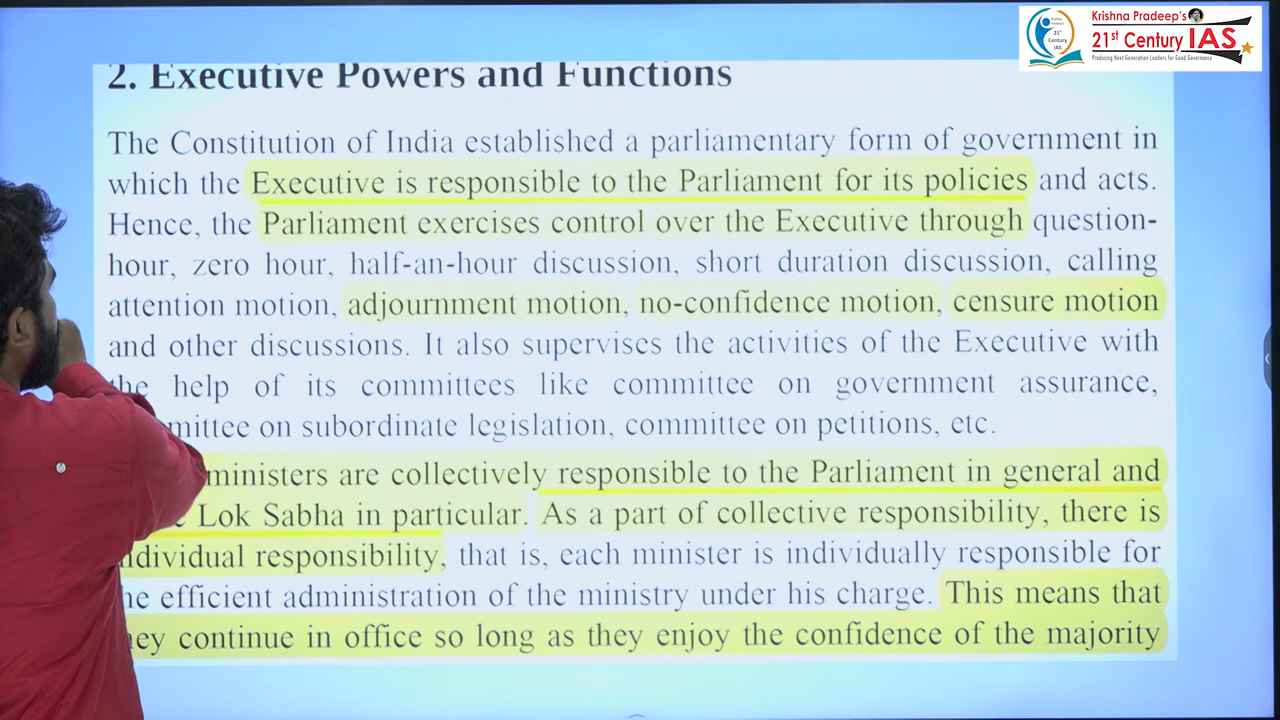 Krishna Pradeep's
21st Century IAS
Producing Next Generation Leaders for Good Governance
Krishna
Pradeep's
21st
Century
IAS
2. Executive Powers and Functions
The Constitution of India established a parliamentary form of government in
which the Executive is responsible to the Parliament for its policies and acts.
Hence, the Parliament exercises control over the Executive through question-
hour, zero hour, half-an-hour discussion, short duration discussion, calling
attention motion, adjournment motion, no-confidence motion, censure motion
and other discussions. It also supervises the activities of the Executive with
the help of its committees like committee on government assurance,
mittee on subordinate legislation, committee on petitions, etc.
ministers are collectively responsible to the Parliament in general and
Lok Sabha in particular. As a part of collective responsibility, there is
ndividual responsibility, that is, each minister is individually responsible for
he efficient administration of the ministry under his charge. This means that
hey continue in office so long as they enjoy the confidence of the majority